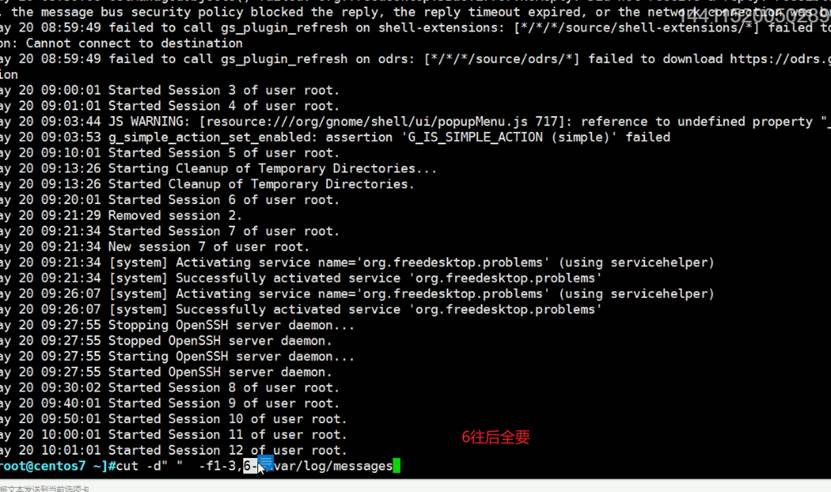 , the message bus security policy blocked the reply, the reply timeout expired, or the network connection was
14411520050289
ay 20 08:59:49 failed to call gs_plugin_refresh on shell-extensions: [*/*/*/source/shell-extensions/*] failed to
on: Cannot connect to destination
ay 20 08:59:49 failed to call gs_plugin_refresh on odrs: [*/*/*/source/odrs/*] failed to download https://odrs.g
ion
ay 20 09:00:01 Started Session 3 of user root.
ay 20 09:01:01 Started Session 4 of user root.
ay 20 09:03:44 JS WARNING: [resource:///org/gnome/shell/ui/popupMenu.js 717]: reference to undefined property "_
ay 20 09:03:53 g_simple_action_set_enabled: assertion 'G_IS_SIMPLE_ACTION (simple)' failed
ay 20 09:10:01 Started Session 5 of user root.
ay 20 09:13:26 Starting Cleanup of Temporary Directories...
ay 20 09:13:26 Started Cleanup of Temporary Directories.
ay 20 09:20:01 Started Session 6 of user root.
ay 20 09:21:29 Removed session 2.
ay 20 09:21:34 Started Session 7 of user root.
ay 20 09:21:34 New session 7 of user root.
ay 20 09:21:34 [system] Activating service name='org.freedesktop.problems' (using servicehelper)
ay 20 09:21:34 [system] Successfully activated service 'org.freedesktop.problems'
ay 20 09:26:07 [system] Activating service name='org.freedesktop.problems' (using servicehelper)
ay 20 09:26:07 [system] Successfully activated service 'org.freedesktop.problems'
ay 20 09:27:55 Stopping OpenSSH server daemon...
ay 20 09:27:55 Stopped OpenSSH server daemon.
ay 20 09:27:55 Starting OpenSSH server daemon...
ay 20 09:27:55 Started OpenSSH server daemon.
ay 20 09:30:02 Started Session 8 of user root.
ay 20 09:40:01 Started Session 9 of user root.
ay 20 09:50:01 Started Session 10 of user root.
ay 20 10:00:01 Started Session 11 of user root.
6往后全要
ay 20 10:01:01 Started Session 12 of user root.
root@centos7 ~]#cut -d" " -f1-3,6- var/log/messages